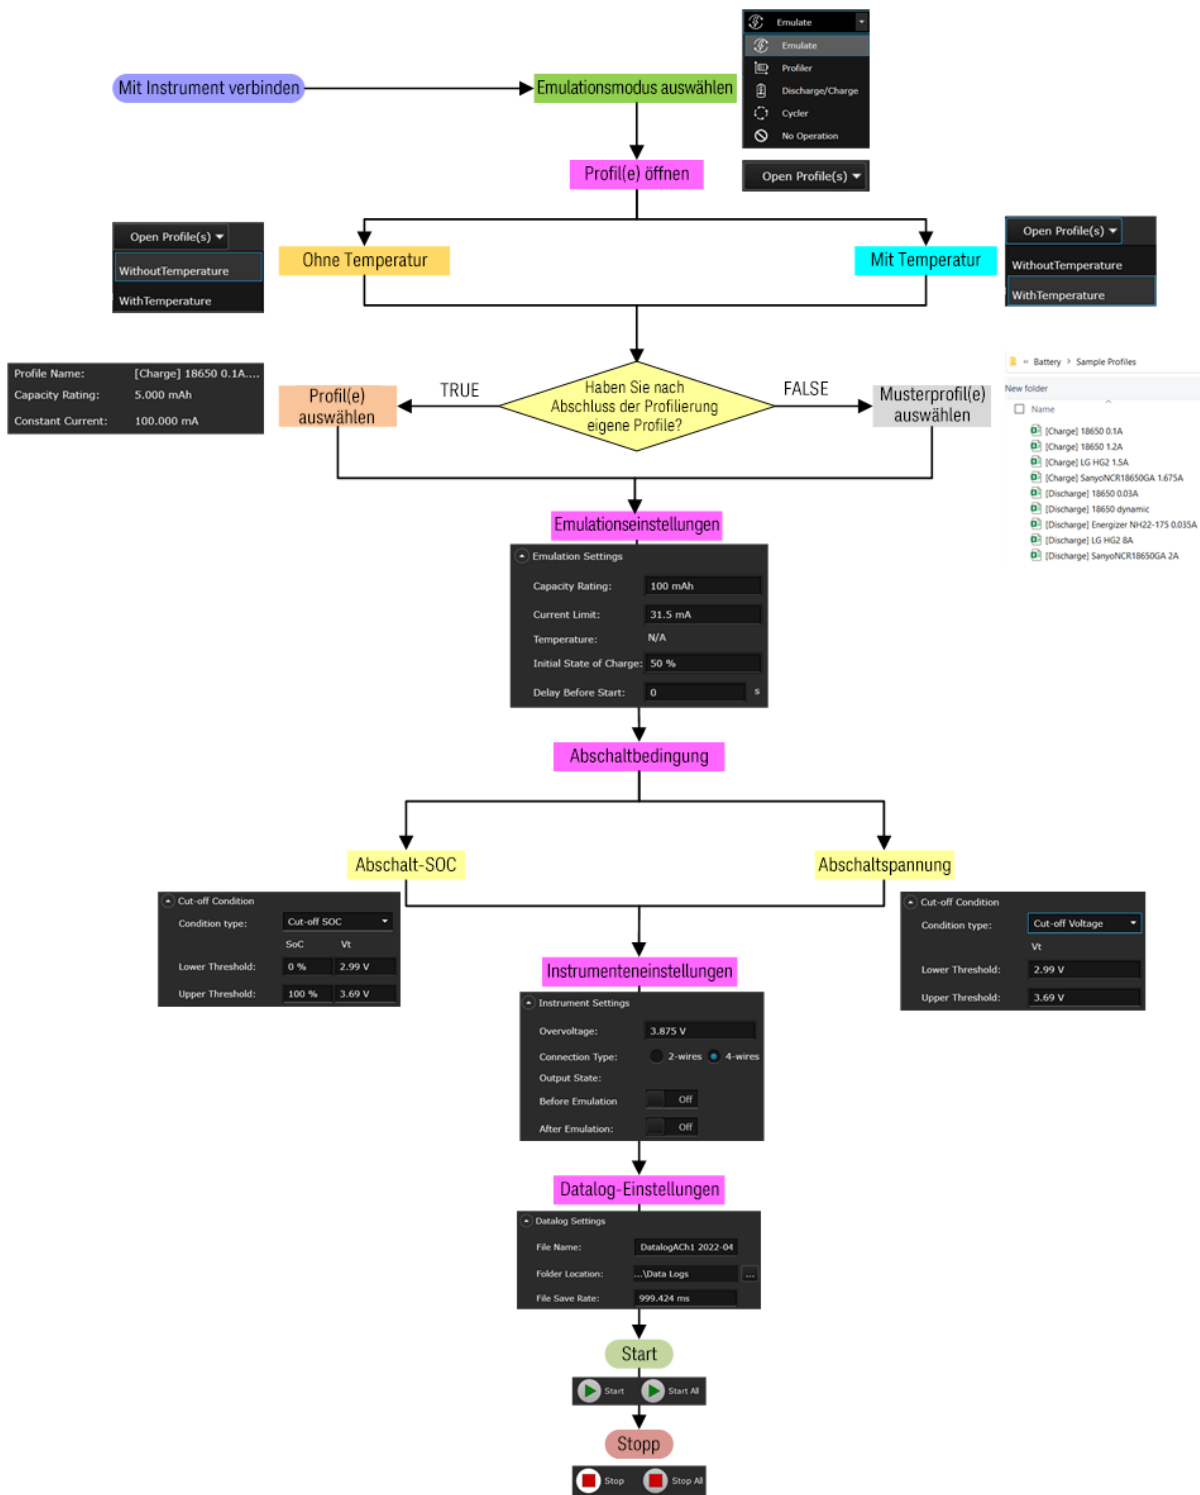 Emulate
Emulate
Profiler
Discharge/Charge
Cycler
No Operation
Mit Instrument verbinden
Emulationsmodus auswählen
Profil(e) öffnen
Open Profile(s)
Open Profile(s)
WithoutTemperature
WithTemperature
Ohne Temperatur
Mit Temperatur
Open Profile(s)
WithoutTemperature
WithTemperature
Profile Name: [Charge] 18650 0.1A....
Capacity Rating: 5.000 mAh
Constant Current: 100.000 mA
Profil(e)
auswählen
TRUE
Haben Sie nach
Abschluss der Profilierung
eigene Profile?
FALSE
Musterprofil(e)
auswählen
« Battery > Sample Profiles
New folder
Name
[Charge] 18650 0.1A
[Charge] 18650 1.2A
[Charge] LG HG2 1.5A
[Charge] SanyoNCR18650GA 1.675A
[Discharge] 18650 0.03A
[Discharge] 18650 dynamic
[Discharge] Energizer NH22-175 0.035A
[Discharge] LG HG2 8A
[Discharge] SanyoNCR18650GA 2A
Emulationseinstellungen
Emulation Settings
Capacity Rating: 100 mAh
Current Limit: 31.5 mA
Temperature: N/A
Initial State of Charge: 50 %
Delay Before Start: 0 s
Abschaltbedingung
Abschalt-SOC
Abschaltspannung
Cut-off Condition
Condition type: Cut-off SOC
SoC Vt
Lower Threshold: 0 % 2.99 V
Upper Threshold: 100 % 3.69 V
Cut-off Condition
Condition type: Cut-off Voltage
Vt
Lower Threshold: 2.99 V
Upper Threshold: 3.69 V
Instrumenteneinstellungen
Instrument Settings
Overvoltage: 3.875 V
Connection Type: 2-wires 4-wires
Output State:
Before Emulation Off
After Emulation: Off
Datalog-Einstellungen
Datalog Settings
File Name: DatalogACh1 2022-04
Folder Location: ...\Data Logs ...
File Save Rate: 999.424 ms
Start
Start Start All
Stopp
Stop Stop All